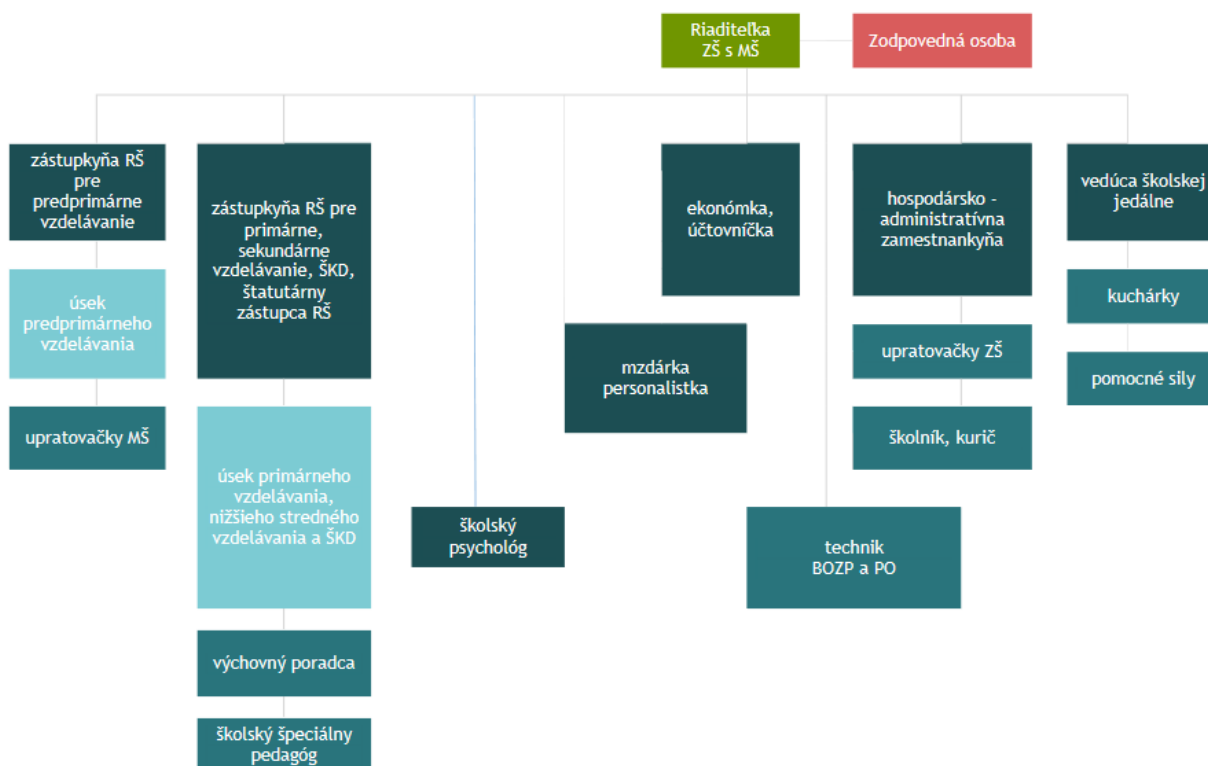 Riaditeľka
ZŠ s MŠ
Zodpovedná osoba
zástupkyňa RŠ
pre
predprimárne
vzdelávanie
úsek
predprimárneho
vzdelávania
upratovačky MŠ
zástupkyňa RŠ pre
primárne,
sekundárne
vzdelávanie, ŠKD,
štatutárny
zástupca RŠ
úsek primárneho
vzdelávania,
nižšieho stredného
vzdelávania a ŠKD
výchovný poradca
školský špeciálny
pedagóg
školský
psychológ
mzdárka
personalistka
ekonómka,
účtovníčka
technik
BOZP a PO
hospodársko -
administratívna
zamestnankyňa
upratovačky ZŠ
školník, kurič
vedúca školskej
jedálne
kuchárky
pomocné sily